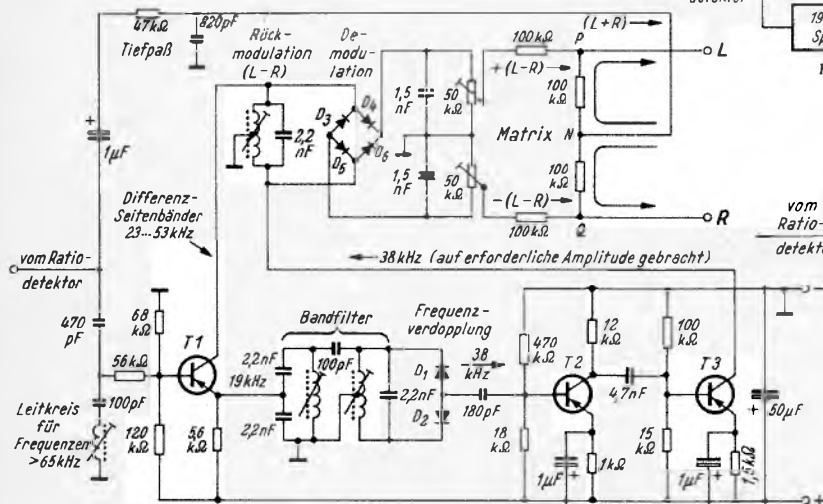 47kΩ
Tiefpaß
820pF
Rück-
modulation
(L-R)
De-
modu-
lation
100kΩ
P
(L+R)
L
detektor
19
Sp
+(L-R)
1µF
+
2,2
nF
D3
D4
D5
D6
1,5
nF
50
kΩ
100
kΩ
Matrix
N
1,5
nF
50
kΩ
100
kΩ
-(L-R)
100kΩ
Q
R
Differenz-
Seitenbänder
23...53kHz
vom
Ratio-
detekto
vom Ratio-
detektor
38kHz (auf erforderliche Amplitude gebracht)
470
pF
68
kΩ
T1
Bandfilter
Frequenz-
verdopplung
56kΩ
2,2nF
19kHz
100pF
D1
38
kHz
470
kΩ
12
kΩ
T2
100
kΩ
T3
100pF
2,2nF
2,2nF
D2
180pF
4,7nF
+
50µF
Leitkreis
für
Frequenzen
>65kHz
120
kΩ
5,6
kΩ
18
kΩ
1µF
+
1kΩ
15
kΩ
1µF
+
1,5kΩ